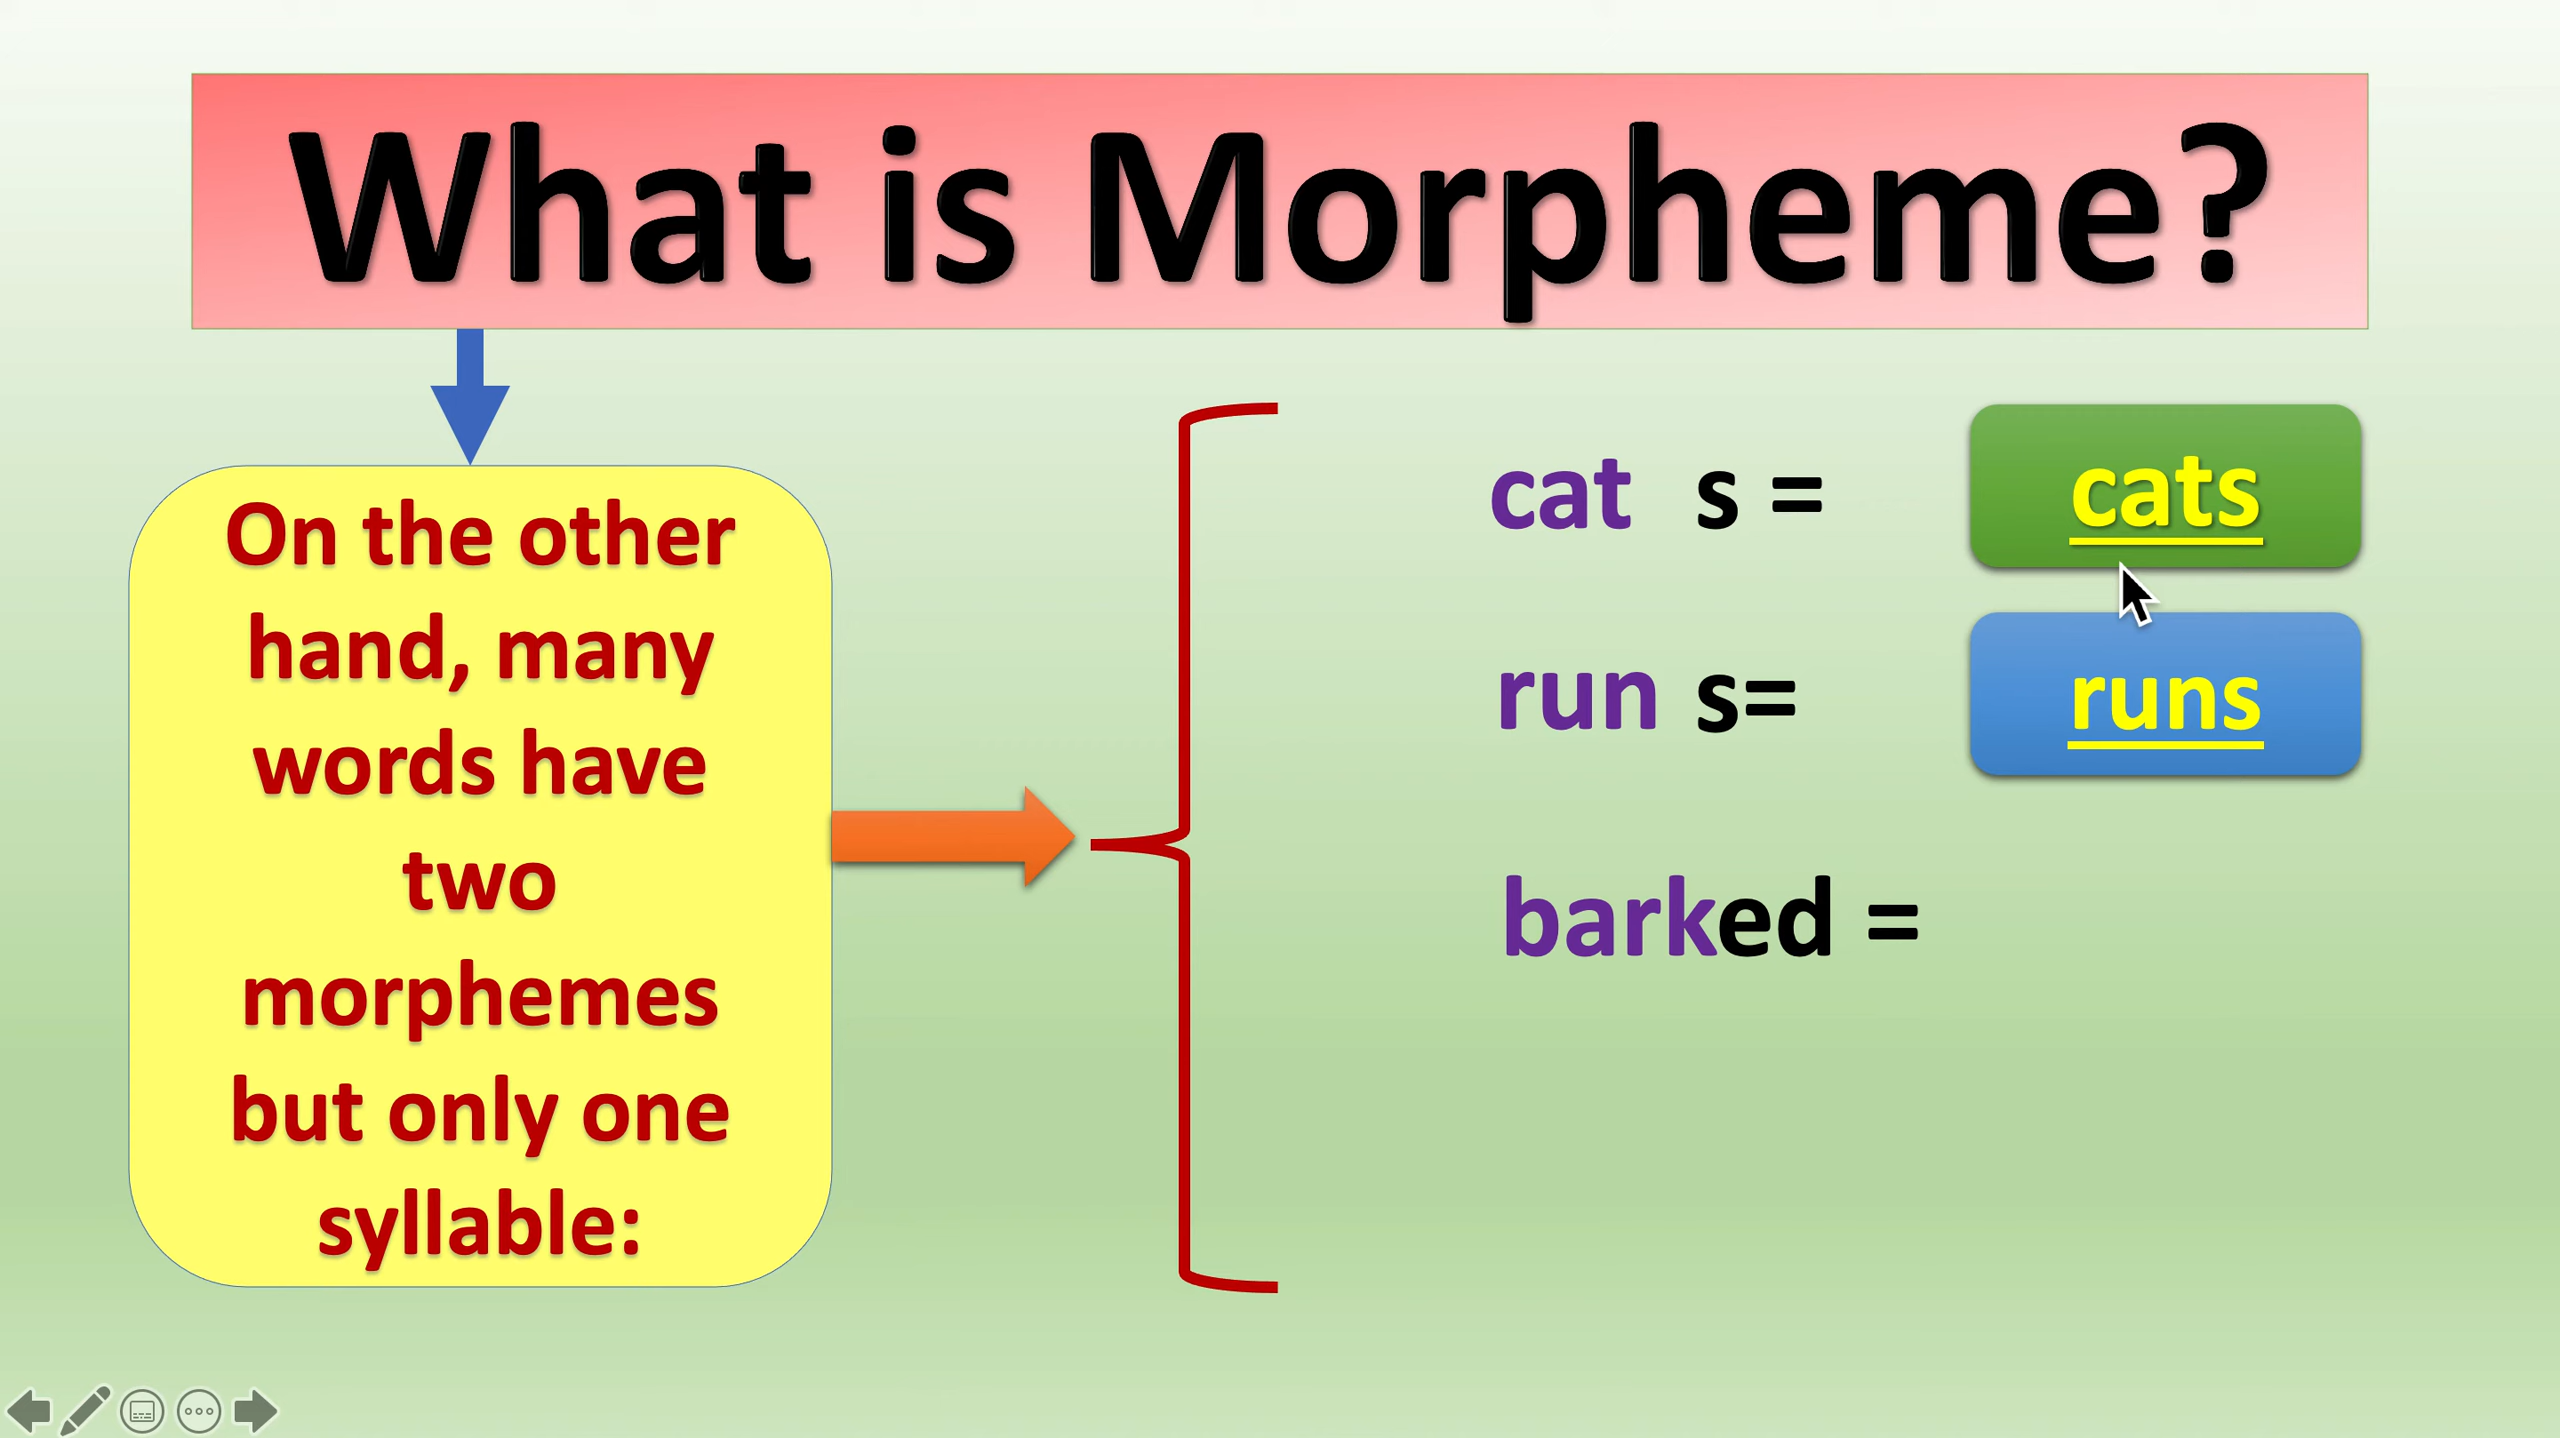 What is Morpheme?
On the other
hand, many
words have
two
morphemes
but only one
syllable:
cat s = cats
run s= runs
barked =